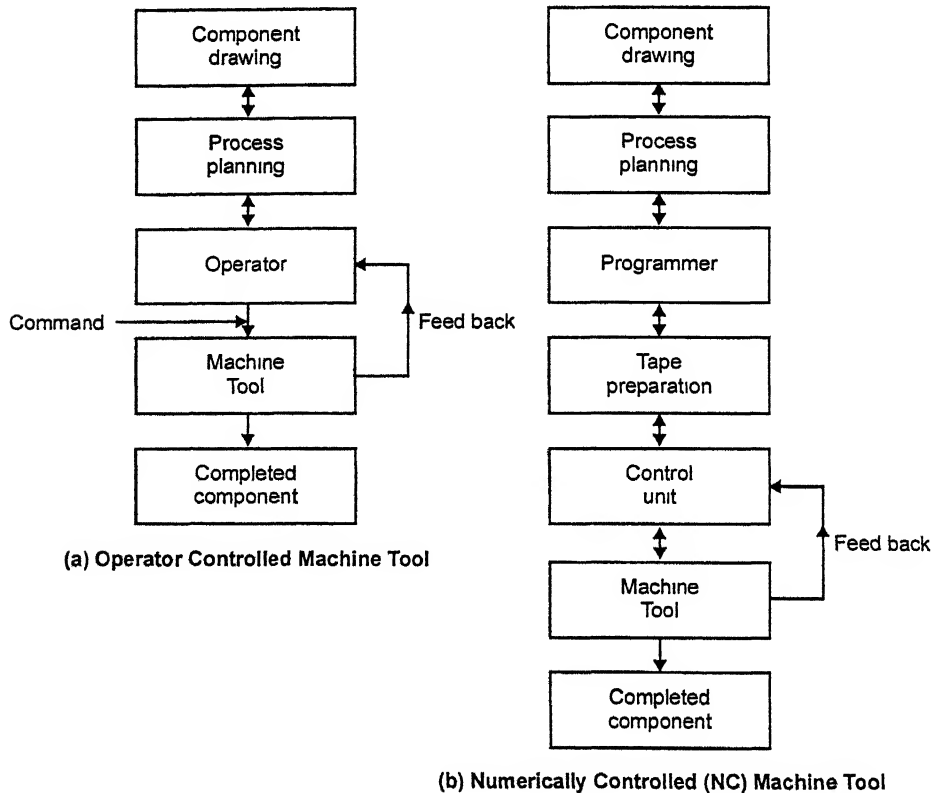 Component
drawing
Process
planning
Operator
Command
Feed back
Machine
Tool
Completed
component
(a) Operator Controlled Machine Tool
Component
drawing
Process
planning
Programmer
Tape
preparation
Control
unit
Feed back
Machine
Tool
Completed
component
(b) Numerically Controlled (NC) Machine Tool